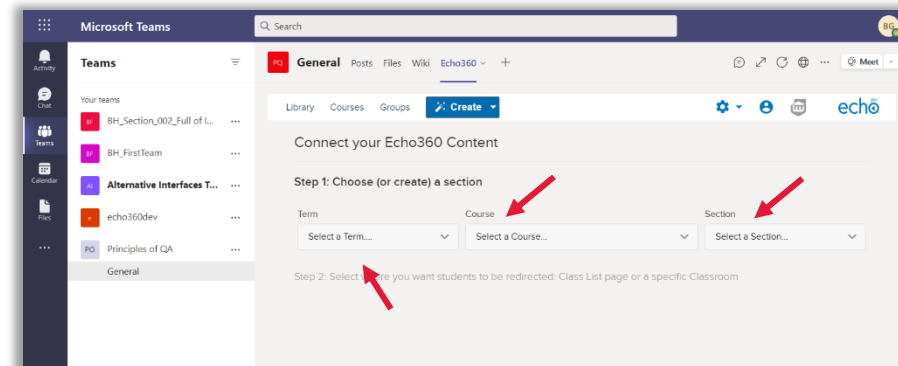 Microsoft Teams
Search
BG
Activity
Chat
Teams
Calendar
Files
Teams
Your teams
BF BH_Section_002_Full of I...
BF BH_FirstTeam
AI Alternative Interfaces T...
e echo360dev
PO Principles of QA
General
PQ General Posts Files Wiki Echo360
Meet
Library Courses Groups Create
echo
Connect your Echo360 Content
Step 1: Choose (or create) a section
Term Course Section
Select a Term.... Select a Course... Select a Section...
Step 2: Select where you want students to be redirected: Class List page or a specific Classroom